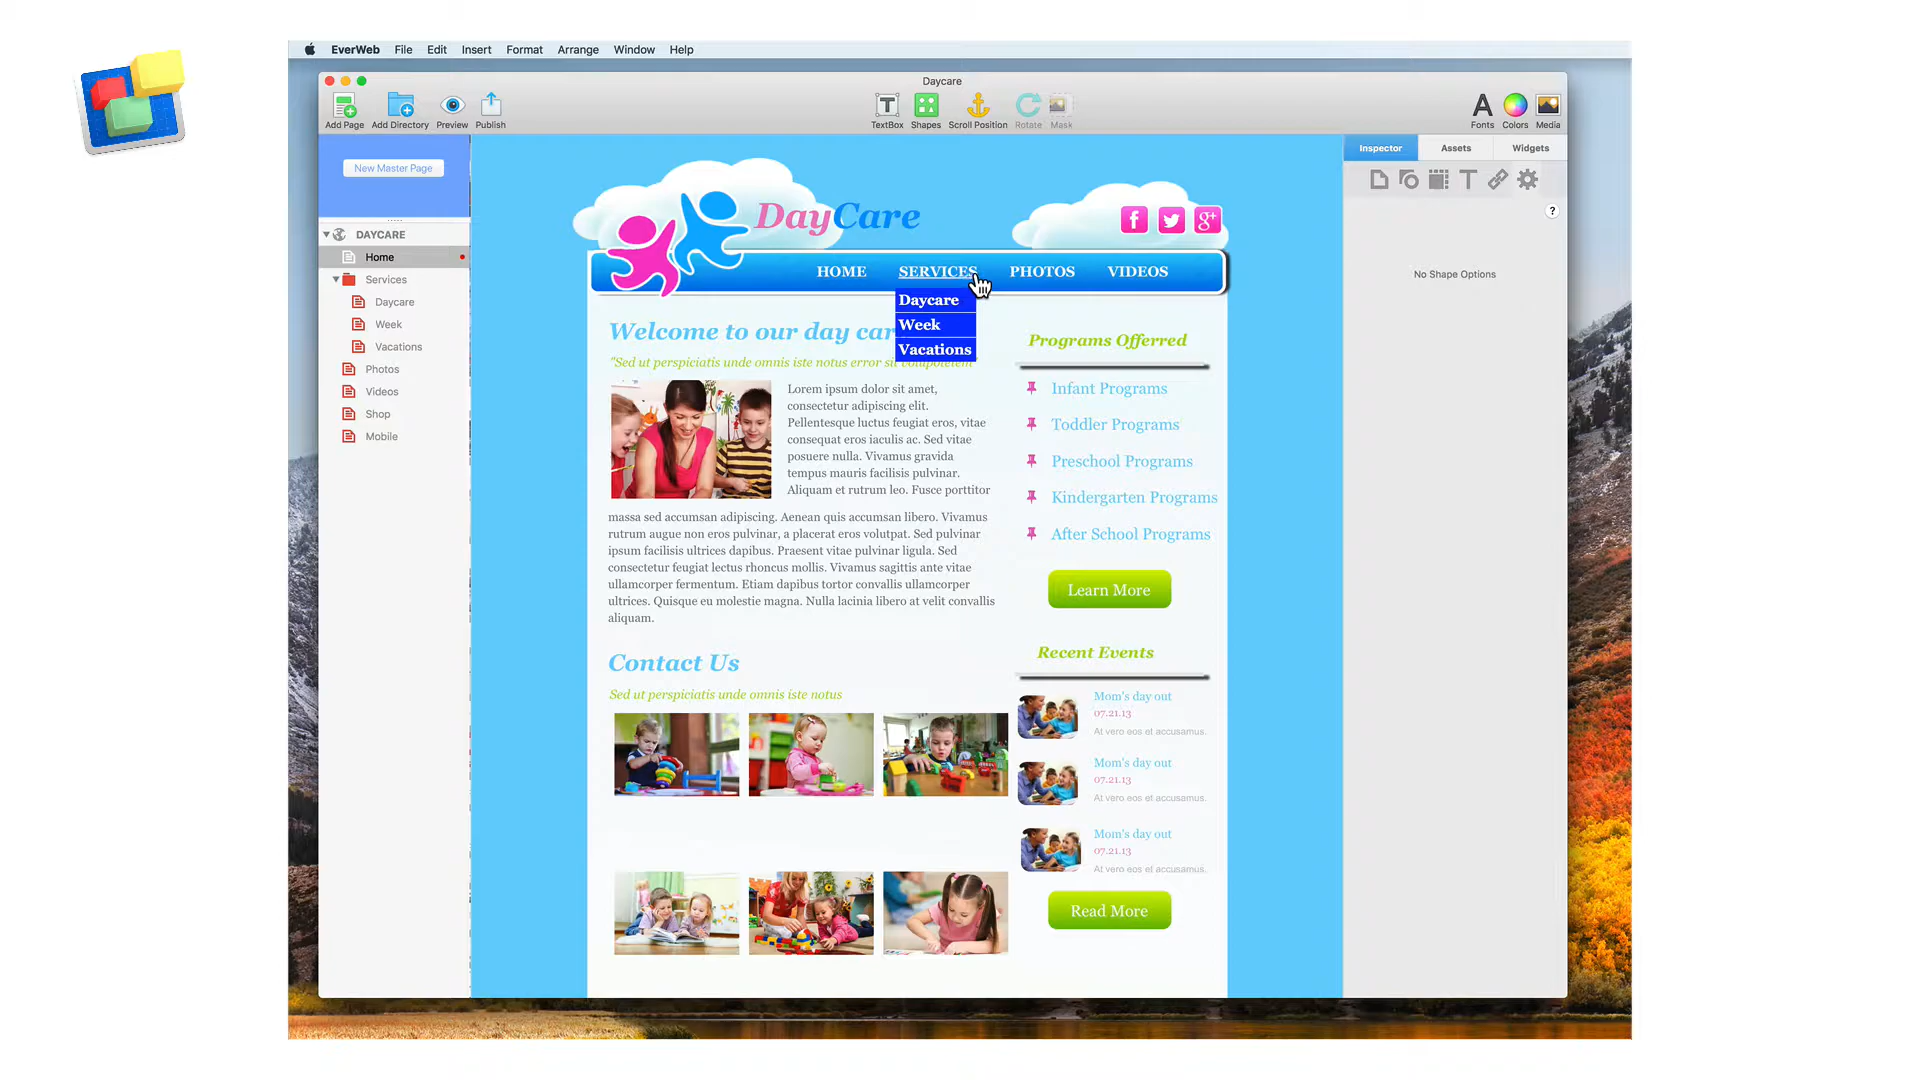 EverWeb File Edit Insert Format Arrange Window Help
Daycare
Add Page Add Directory Preview Publish
TextBox Shapes Scroll Position Rotate Mask
Fonts Colors Media
New Master Page
Inspector Assets Widgets
?
No Shape Options
DAYCARE
Home
Services
Daycare
Week
Vacations
Photos
Videos
Shop
Mobile
DayCare
HOME SERVICES PHOTOS VIDEOS
Daycare
Week
Vacations
Welcome to our day car
"Sed ut perspiciatis unde omnis iste notus error sit voluptatem
Lorem ipsum dolor sit amet,
consectetur adipiscing elit.
Pellentesque luctus feugiat eros, vitae
consequat eros iaculis ac. Sed vitae
posuere nulla. Vivamus gravida
tempus mauris facilisis pulvinar.
Aliquam et rutrum leo. Fusce porttitor
massa sed accumsan adipiscing. Aenean quis accumsan libero. Vivamus
rutrum augue non eros pulvinar, a placerat eros volutpat. Sed pulvinar
ipsum facilisis ultrices dapibus. Praesent vitae pulvinar ligula. Sed
consectetur feugiat lectus rhoncus mollis. Vivamus sagittis ante vitae
ullamcorper fermentum. Etiam dapibus tortor convallis ullamcorper
ultrices. Quisque eu molestie magna. Nulla lacinia libero at velit convallis
aliquam.
Contact Us
Sed ut perspiciatis unde omnis iste notus
Programs Offerred
Infant Programs
Toddler Programs
Preschool Programs
Kindergarten Programs
After School Programs
Learn More
Recent Events
Mom's day out
07.21.13
At vero eos et accusamus.
Mom's day out
07.21.13
At vero eos et accusamus.
Mom's day out
07.21.13
At vero eos et accusamus.
Read More